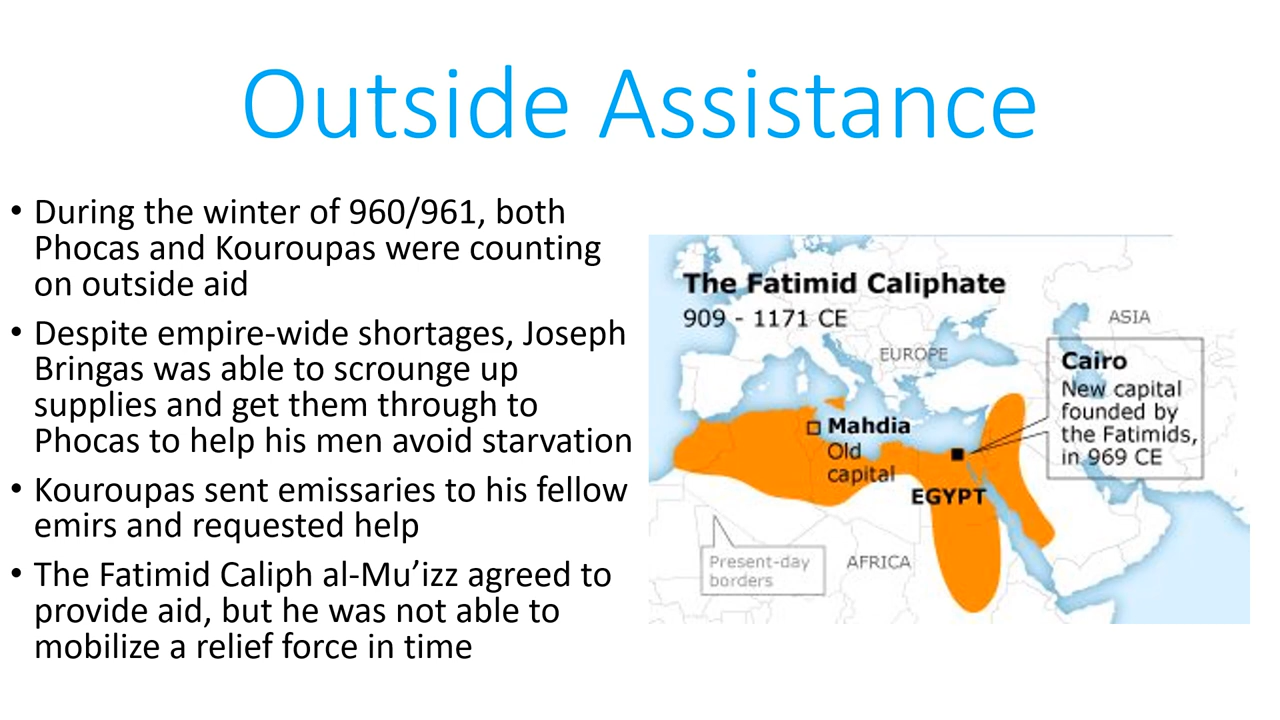 Outside Assistance
• During the winter of 960/961, both
Phocas and Kouroupas were counting
on outside aid
• Despite empire-wide shortages, Joseph
Bringas was able to scrounge up
supplies and get them through to
Phocas to help his men avoid starvation
• Kouroupas sent emissaries to his fellow
emirs and requested help
• The Fatimid Caliph al-Mu’izz agreed to
provide aid, but he was not able to
mobilize a relief force in time
The Fatimid Caliphate
909 - 1171 CE
ASIA
EUROPE
Cairo
New capital
founded by
the Fatimids,
in 969 CE
Mahdia
Old
capital
EGYPT
Present-day
borders
AFRICA